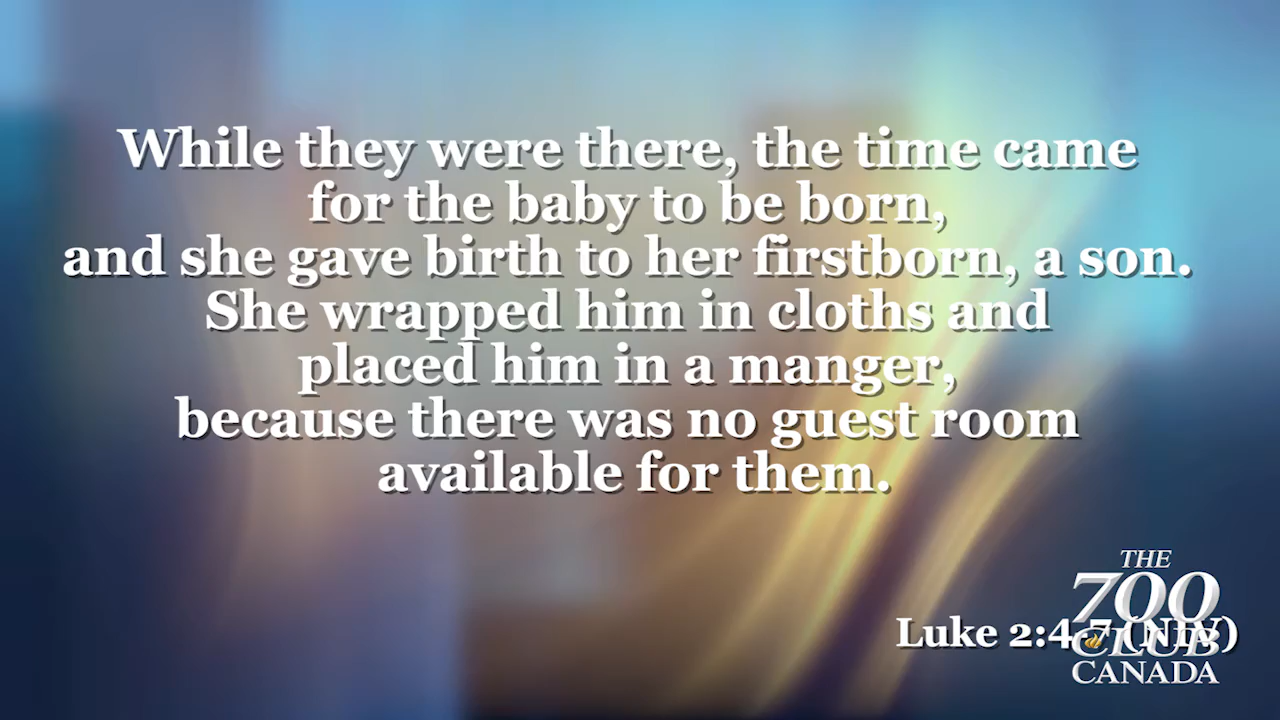 While they were there, the time came
for the baby to be born,
and she gave birth to her firstborn, a son.
She wrapped him in cloths and
placed him in a manger,
because there was no guest room
available for them.
Luke 2:4-7 (NIV)
THE
700
CLUB
CANADA